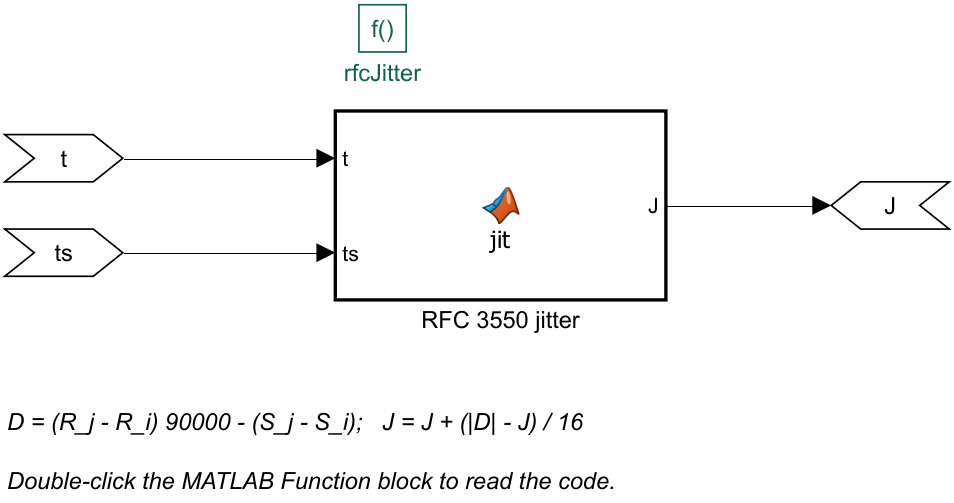 f()
rfcJitter
t
t
J
J
jit
ts
ts
RFC 3550 jitter
D = (R_j - R_i) 90000 - (S_j - S_i);   J = J + (|D| - J) / 16
Double-click the MATLAB Function block to read the code.